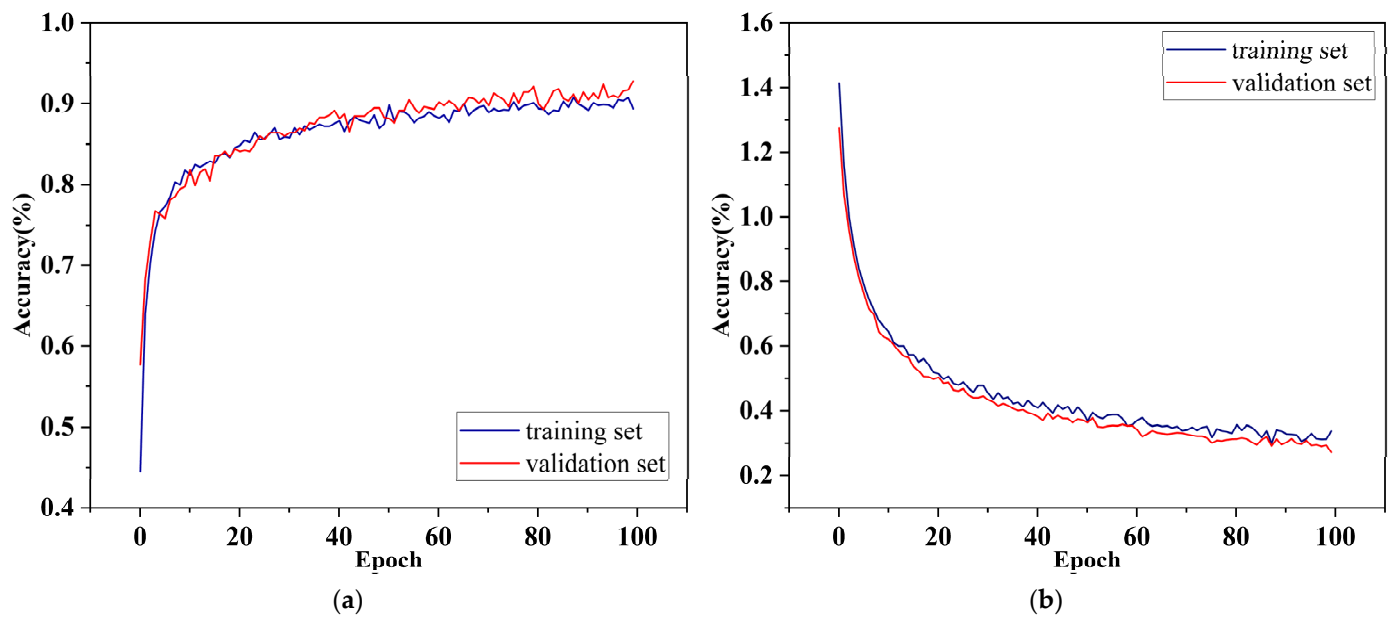 1.0
0.9
0.8
0.7
0.6
0.5
0.4
Accuracy(%)
training set
validation set
0 20 40 60 80 100
Epoch
(a)
1.6
1.4
1.2
1.0
0.8
0.6
0.4
0.2
Accuracy(%)
training set
validation set
0 20 40 60 80 100
Epoch
(b)